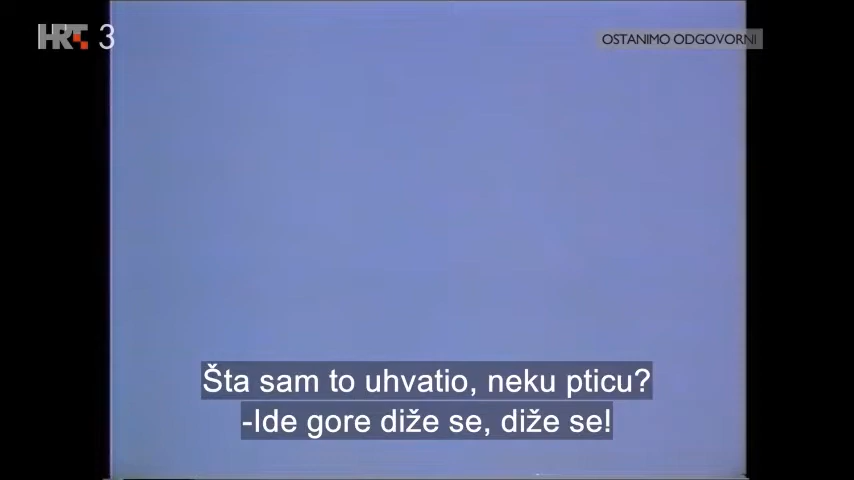 HRT 3
OSTANIMO ODGOVORNI
Šta sam to uhvatio, neku pticu?
-Ide gore diže se, diže se!